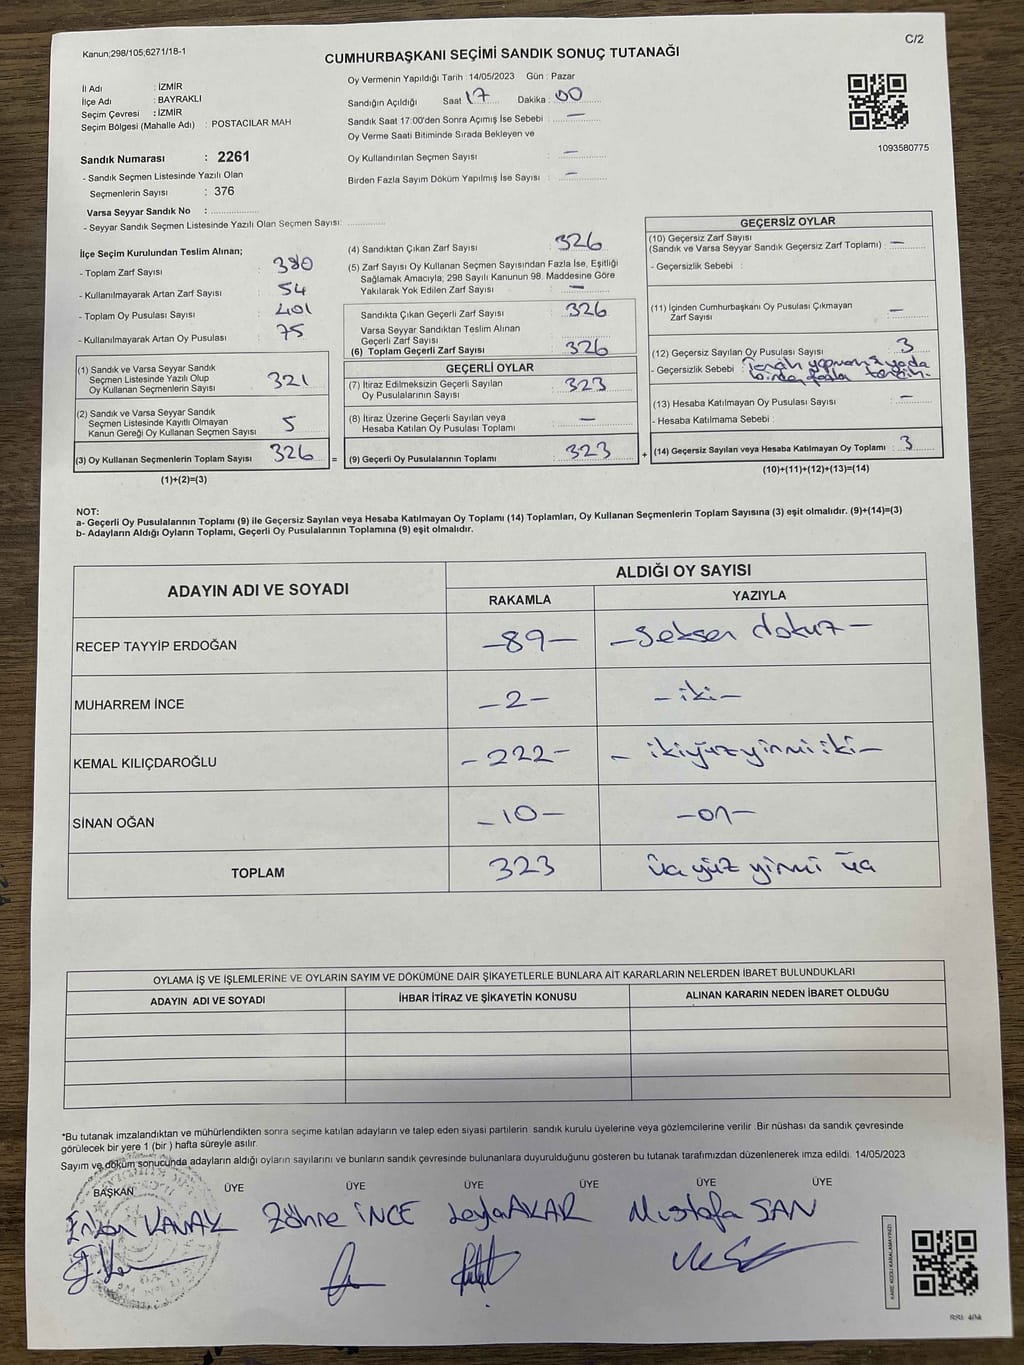 Kanun;298/105;6271/18-1
C/2
CUMHURBAŞKANI SEÇİMİ SANDIK SONUÇ TUTANAĞI
İl Adı : İZMİR
İlçe Adı : BAYRAKLI
Seçim Çevresi : İZMİR
Seçim Bölgesi (Mahalle Adı) : POSTACILAR MAH
Oy Vermenin Yapıldığı Tarih : 14/05/2023 Gün : Pazar
Sandığın Açıldığı Saat 17 Dakika : 00
Sandık Saat 17:00'den Sonra Açımış İse Sebebi : —
Oy Verme Saati Bitiminde Sırada Bekleyen ve
Oy Kullandırılan Seçmen Sayısı : —
Birden Fazla Sayım Döküm Yapılmış İse Sayısı : —
1093580775
Sandık Numarası : 2261
- Sandık Seçmen Listesinde Yazılı Olan
Seçmenlerin Sayısı : 376
Varsa Seyyar Sandık No :
- Seyyar Sandık Seçmen Listesinde Yazılı Olan Seçmen Sayısı:
İlçe Seçim Kurulundan Teslim Alınan;
- Toplam Zarf Sayısı : 380
- Kullanılmayarak Artan Zarf Sayısı : 54
- Toplam Oy Pusulası Sayısı : 401
- Kullanılmayarak Artan Oy Pusulası : 75
(1) Sandık ve Varsa Seyyar Sandık
Seçmen Listesinde Yazılı Olup
Oy Kullanan Seçmenlerin Sayısı : 321
(2) Sandık ve Varsa Seyyar Sandık
Seçmen Listesinde Kayıtlı Olmayan
Kanun Gereği Oy Kullanan Seçmen Sayısı : 5
(3) Oy Kullanan Seçmenlerin Toplam Sayısı : 326 =
(1)+(2)=(3)
(4) Sandıktan Çıkan Zarf Sayısı : 326
(5) Zarf Sayısı Oy Kullanan Seçmen Sayısından Fazla İse, Eşitliği
Sağlamak Amacıyla; 298 Sayılı Kanunun 98. Maddesine Göre
Yakılarak Yok Edilen Zarf Sayısı : —
Sandıkta Çıkan Geçerli Zarf Sayısı : 326
Varsa Seyyar Sandıktan Teslim Alınan
Geçerli Zarf Sayısı :
(6) Toplam Geçerli Zarf Sayısı : 326
GEÇERLİ OYLAR
(7) İtiraz Edilmeksizin Geçerli Sayılan
Oy Pusulalarının Sayısı : 323
(8) İtiraz Üzerine Geçerli Sayılan veya
Hesaba Katılan Oy Pusulası Toplamı : —
(9) Geçerli Oy Pusulalarının Toplamı : 323 +
GEÇERSİZ OYLAR
(10) Geçersiz Zarf Sayısı
(Sandık ve Varsa Seyyar Sandık Geçersiz Zarf Toplamı) : —
- Geçersizlik Sebebi :
(11) İçinden Cumhurbaşkanı Oy Pusulası Çıkmayan
Zarf Sayısı : —
(12) Geçersiz Sayılan Oy Pusulası Sayısı : 3
- Geçersizlik Sebebi :
(13) Hesaba Katılmayan Oy Pusulası Sayısı : —
- Hesaba Katılmama Sebebi :
(14) Geçersiz Sayılan veya Hesaba Katılmayan Oy Toplamı : 3
(10)+(11)+(12)+(13)=(14)
NOT:
a- Geçerli Oy Pusulalarının Toplamı (9) ile Geçersiz Sayılan veya Hesaba Katılmayan Oy Toplamı (14) Toplamları, Oy Kullanan Seçmenlerin Toplam Sayısına (3) eşit olmalıdır. (9)+(14)=(3)
b- Adayların Aldığı Oyların Toplamı, Geçerli Oy Pusulalarının Toplamına (9) eşit olmalıdır.
ADAYIN ADI VE SOYADI
ALDIĞI OY SAYISI
RAKAMLA YAZIYLA
RECEP TAYYİP ERDOĞAN —89— —Seksen dokuz—
MUHARREM İNCE —2— —iki—
KEMAL KILIÇDAROĞLU —222— —ikiyüzyirmiiki—
SİNAN OĞAN —10— —on—
TOPLAM 323 üç yüz yirmi üç
OYLAMA İŞ VE İŞLEMLERİNE VE OYLARIN SAYIM VE DÖKÜMÜNE DAİR ŞİKAYETLERLE BUNLARA AİT KARARLARIN NELERDEN İBARET BULUNDUKLARI
ADAYIN ADI VE SOYADI İHBAR İTİRAZ VE ŞİKAYETİN KONUSU ALINAN KARARIN NEDEN İBARET OLDUĞU
*Bu tutanak imzalandıktan ve mühürlendikten sonra seçime katılan adayların ve talep eden siyasi partilerin sandık kurulu üyelerine veya gözlemcilerine verilir. Bir nüshası da sandık çevresinde
görülecek bir yere 1 (bir) hafta süreyle asılır.
Sayım ve döküm sonucunda adayların aldığı oyların sayılarını ve bunların sandık çevresinde bulunanlara duyurulduğunu gösteren bu tutanak tarafımızdan düzenlenerek imza edildi. 14/05/2023
BAŞKAN ÜYE ÜYE ÜYE ÜYE ÜYE ÜYE
Zöhre İNCE Leyla AKAR Mustafa SAN